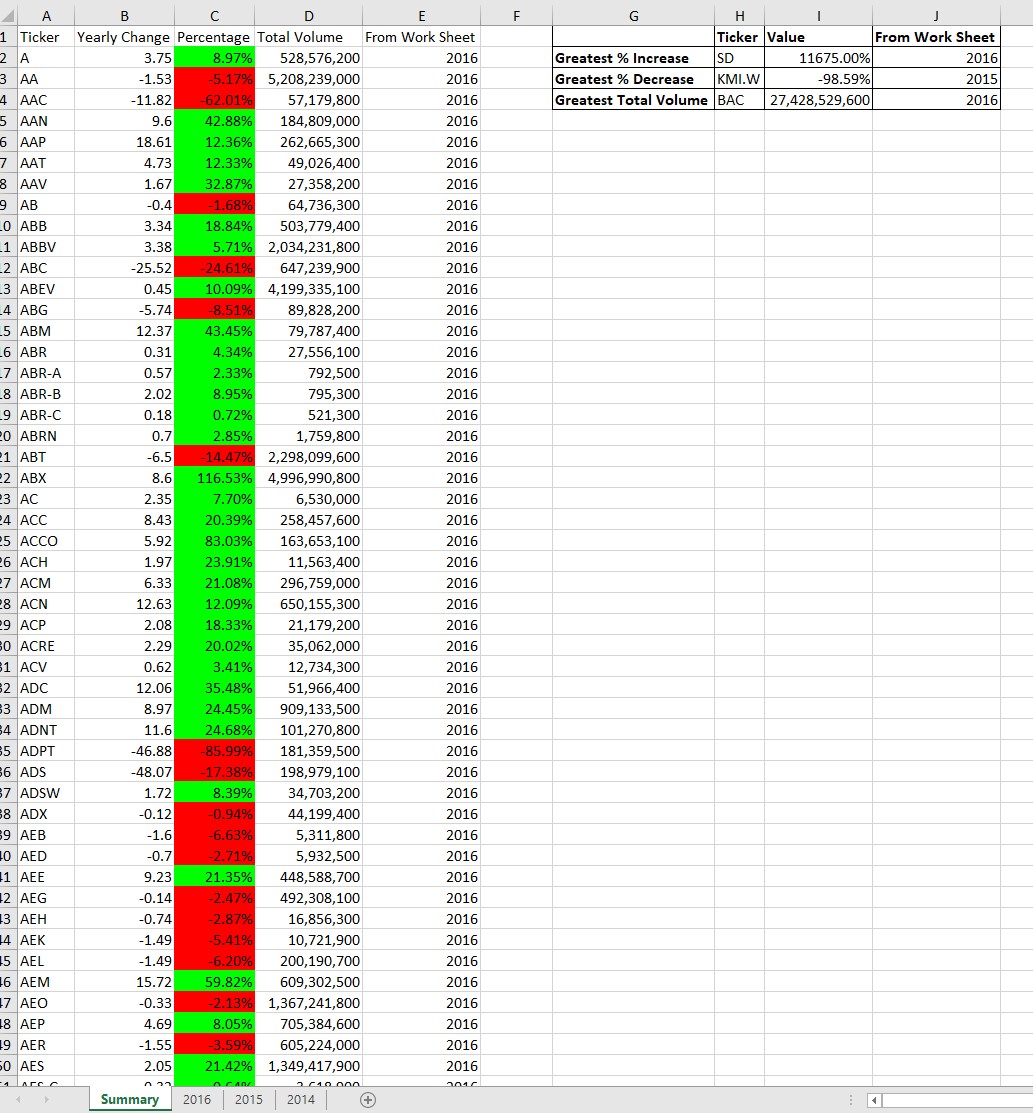 A B C D E F G H I J
1 Ticker Yearly Change Percentage Total Volume From Work Sheet Ticker Value From Work Sheet
2 A 3.75 8.97% 528,576,200 2016 Greatest % Increase SD 11675.00% 2016
3 AA -1.53 -5.17% 5,208,239,000 2016 Greatest % Decrease KMI.W -98.59% 2015
4 AAC -11.82 -62.01% 57,179,800 2016 Greatest Total Volume BAC 27,428,529,600 2016
5 AAN 9.6 42.88% 184,809,000 2016
6 AAP 18.61 12.36% 262,665,300 2016
7 AAT 4.73 12.33% 49,026,400 2016
8 AAV 1.67 32.87% 27,358,200 2016
9 AB -0.4 -1.68% 64,736,300 2016
10 ABB 3.34 18.84% 503,779,400 2016
11 ABBV 3.38 5.71% 2,034,231,800 2016
12 ABC -25.52 -24.61% 647,239,900 2016
13 ABEV 0.45 10.09% 4,199,335,100 2016
14 ABG -5.74 -8.51% 89,828,200 2016
15 ABM 12.37 43.45% 79,787,400 2016
16 ABR 0.31 4.34% 27,556,100 2016
17 ABR-A 0.57 2.33% 792,500 2016
18 ABR-B 2.02 8.95% 795,300 2016
19 ABR-C 0.18 0.72% 521,300 2016
20 ABRN 0.7 2.85% 1,759,800 2016
21 ABT -6.5 -14.47% 2,298,099,600 2016
22 ABX 8.6 116.53% 4,996,990,800 2016
23 AC 2.35 7.70% 6,530,000 2016
24 ACC 8.43 20.39% 258,457,600 2016
25 ACCO 5.92 83.03% 163,653,100 2016
26 ACH 1.97 23.91% 11,563,400 2016
27 ACM 6.33 21.08% 296,759,000 2016
28 ACN 12.63 12.09% 650,155,300 2016
29 ACP 2.08 18.33% 21,179,200 2016
30 ACRE 2.29 20.02% 35,062,000 2016
31 ACV 0.62 3.41% 12,734,300 2016
32 ADC 12.06 35.48% 51,966,400 2016
33 ADM 8.97 24.45% 909,133,500 2016
34 ADNT 11.6 24.68% 101,270,800 2016
35 ADPT -46.88 -85.99% 181,359,500 2016
36 ADS -48.07 -17.38% 198,979,100 2016
37 ADSW 1.72 8.39% 34,703,200 2016
38 ADX -0.12 -0.94% 44,199,400 2016
39 AEB -1.6 -6.63% 5,311,800 2016
40 AED -0.7 -2.71% 5,932,500 2016
41 AEE 9.23 21.35% 448,588,700 2016
42 AEG -0.14 -2.47% 492,308,100 2016
43 AEH -0.74 -2.87% 16,856,300 2016
44 AEK -1.49 -5.41% 10,721,900 2016
45 AEL -1.49 -6.20% 200,190,700 2016
46 AEM 15.72 59.82% 609,302,500 2016
47 AEO -0.33 -2.13% 1,367,241,800 2016
48 AEP 4.69 8.05% 705,384,600 2016
49 AER -1.55 -3.59% 605,224,000 2016
50 AES 2.05 21.42% 1,349,417,900 2016
Summary 2016 2015 2014